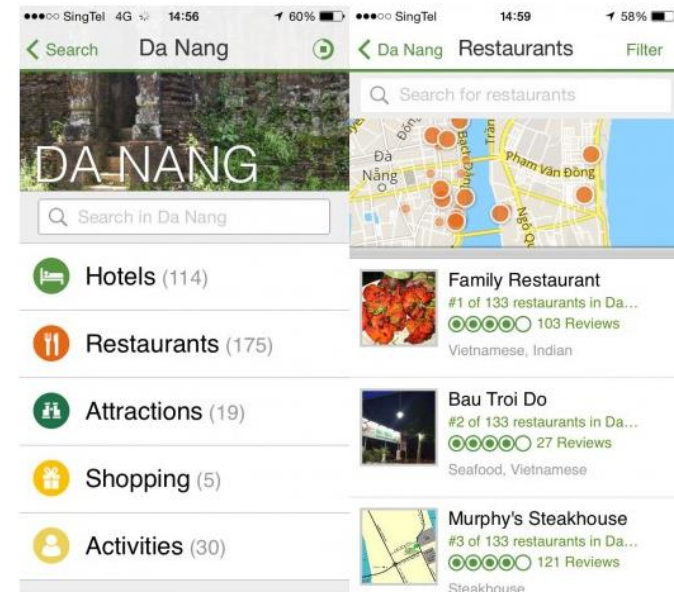 SingTel 4G 14:56 60%
Search Da Nang
DA NANG
Search in Da Nang
Hotels (114)
Restaurants (175)
Attractions (19)
Shopping (5)
Activities (30)
SingTel 14:59 58%
Da Nang Restaurants Filter
Search for restaurants
Đà
Nẵng
Bạch Đằng
Trần
Phạm Văn Đồng
Ngô Qu
Family Restaurant
#1 of 133 restaurants in Da...
103 Reviews
Vietnamese, Indian
Bau Troi Do
#2 of 133 restaurants in Da...
27 Reviews
Seafood, Vietnamese
Murphy's Steakhouse
#3 of 133 restaurants in Da...
121 Reviews
Steakhouse